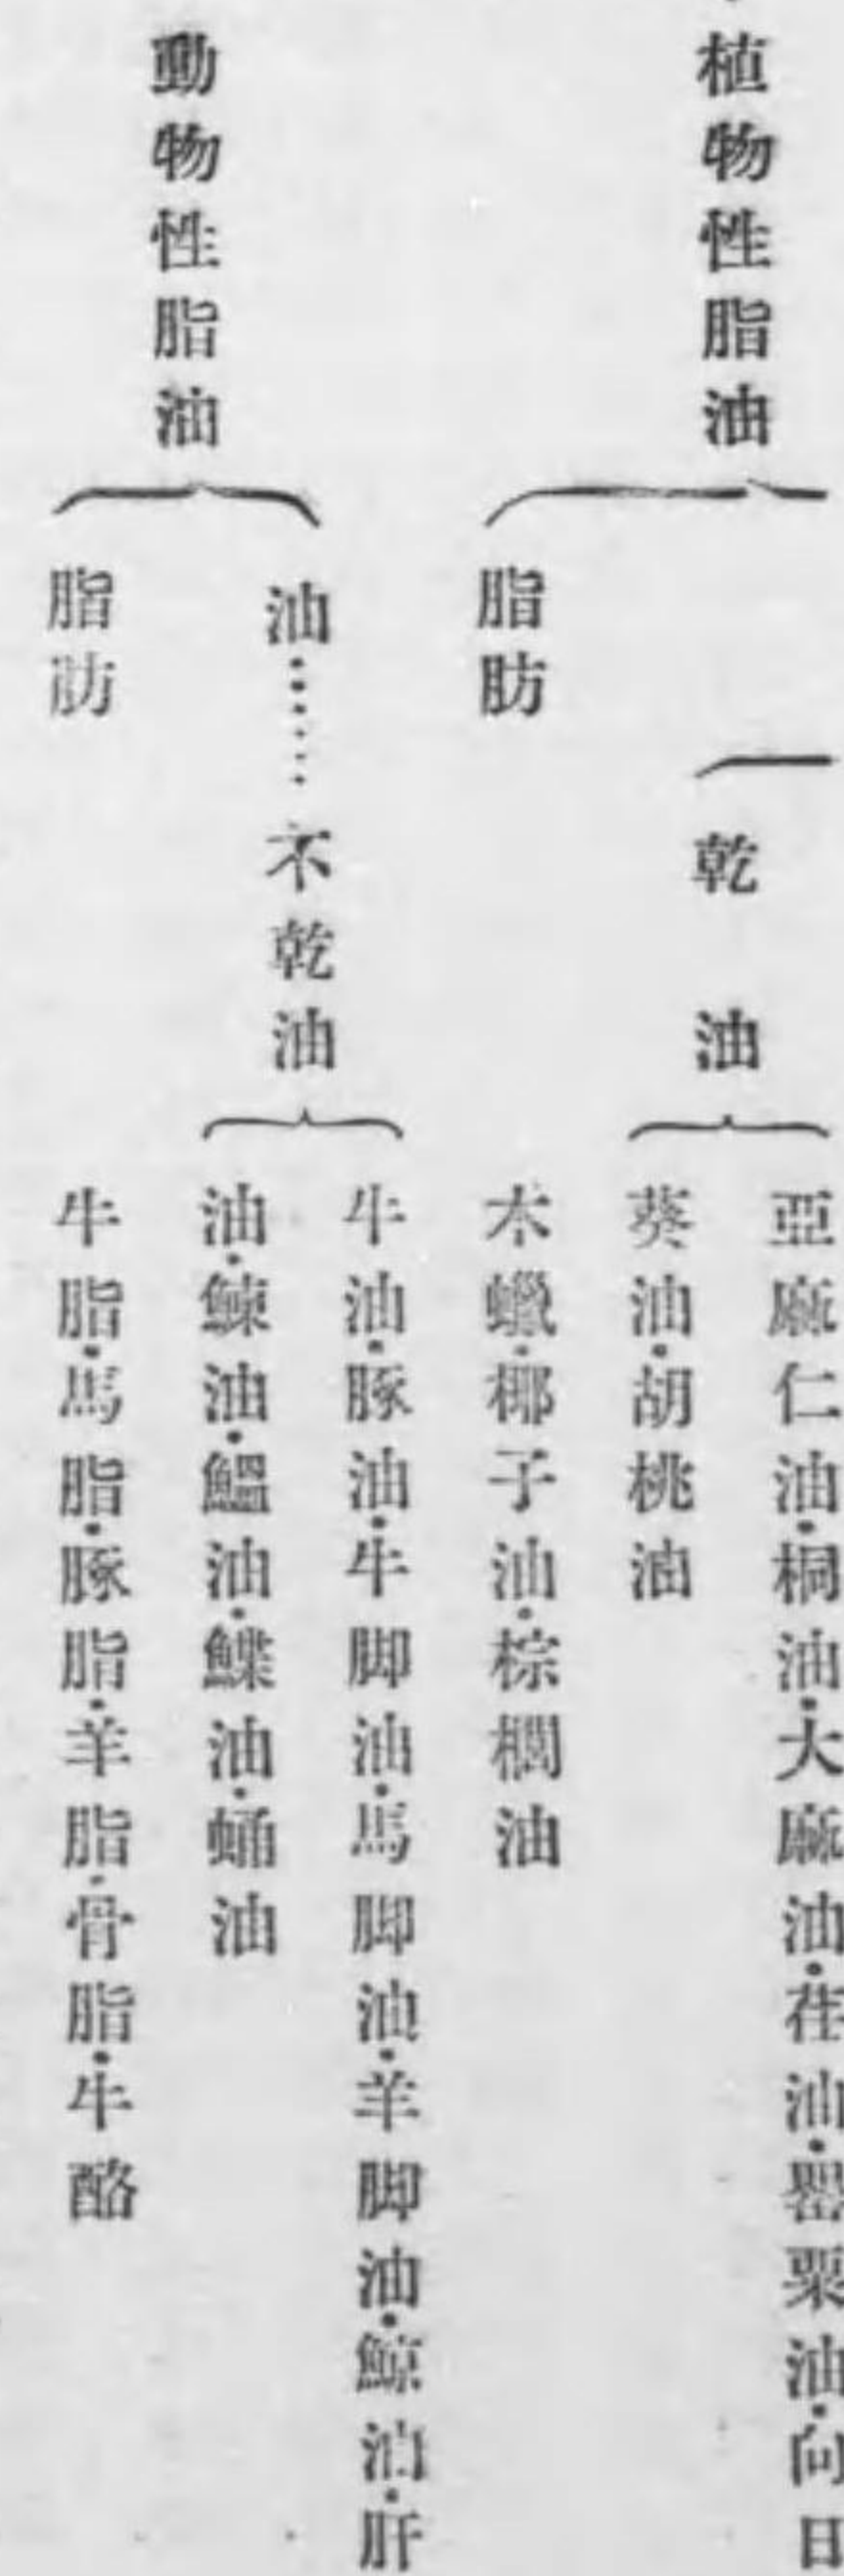 植物性脂油
乾油
亞麻仁油・桐油・大麻油・荏油・罌粟油・向日
葵油・胡桃油
脂肪
木蠟・椰子油・棕櫚油
動物性脂油
油……不乾油
牛油・豚油・牛脚油・馬脚油・羊脚油・鯨油・肝
油・鰊油・鰮油・鰈油・蛹油
脂肪
牛脂・馬脂・豚脂・羊脂・骨脂・牛酪